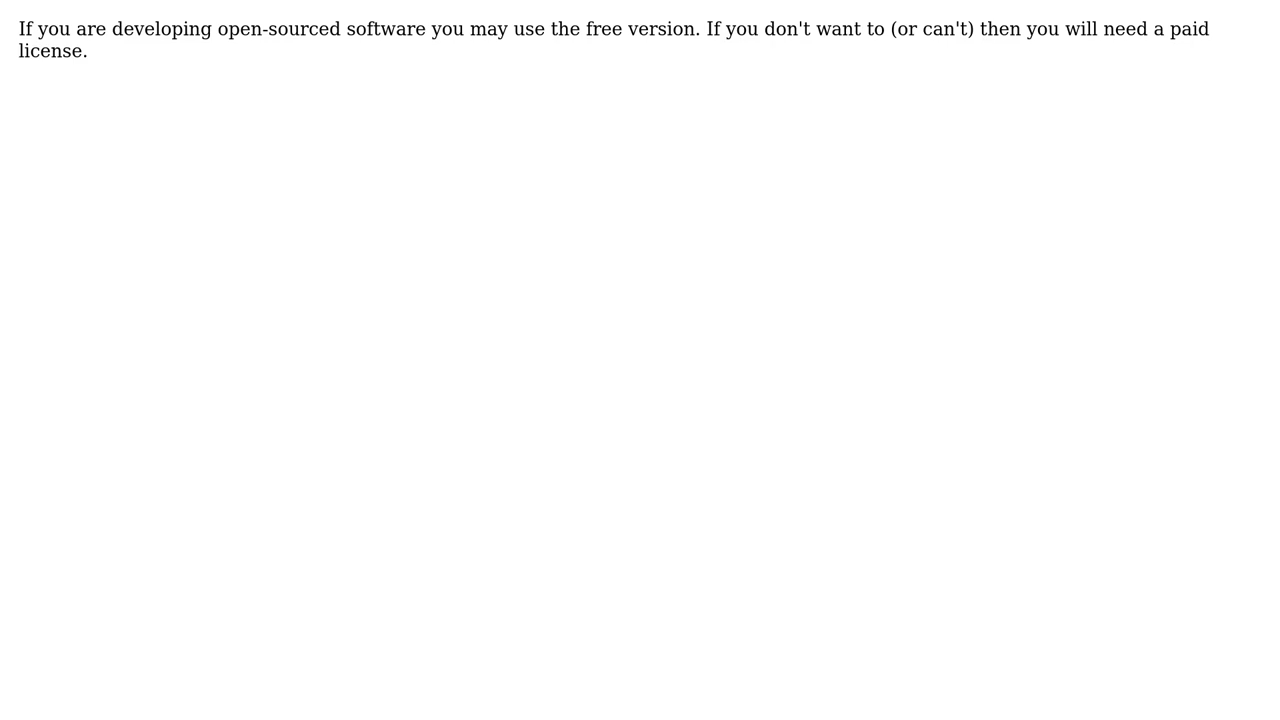 If you are developing open-sourced software you may use the free version. If you don't want to (or can't) then you will need a paid
license.